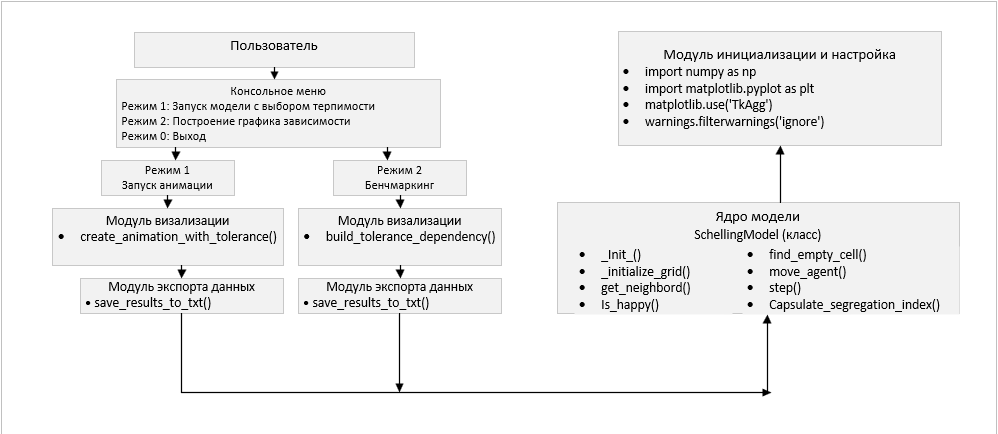 Пользователь
Консольное меню
Режим 1: Запуск модели с выбором терпимости
Режим 2: Построение графика зависимости
Режим 0: Выход
Режим 1
Запуск анимации
Режим 2
Бенчмаркинг
Модуль визализации
• create_animation_with_tolerance()
Модуль визализации
• build_tolerance_dependency()
Модуль экспорта данных
• save_results_to_txt()
Модуль экспорта данных
• save_results_to_txt()
Модуль инициализации и настройка
• import numpy as np
• import matplotlib.pyplot as plt
• matplotlib.use('TkAgg')
• warnings.filterwarnings('ignore')
Ядро модели
SchellingModel (класс)
• _Init_()
• _initialize_grid()
• get_neighbord()
• Is_happy()
• find_empty_cell()
• move_agent()
• step()
• Capsulate_segregation_index()